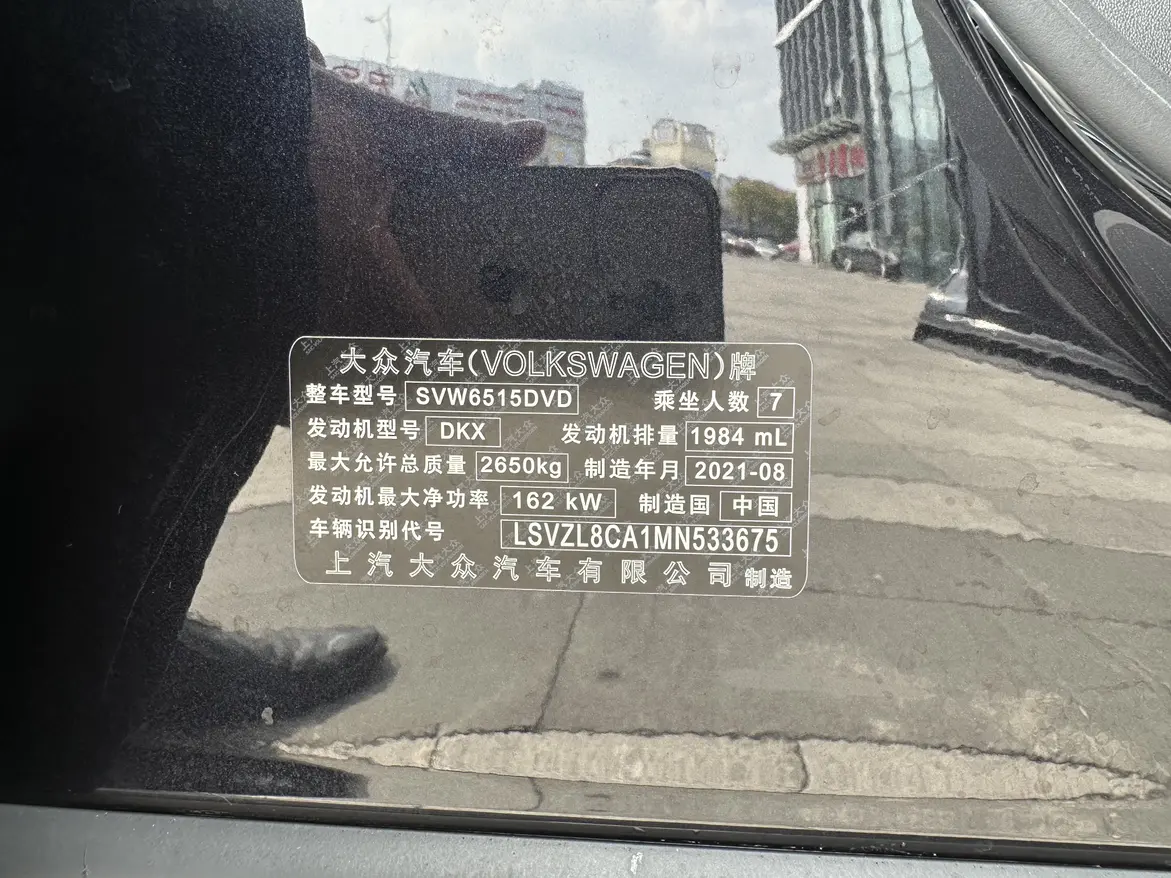 大众汽车(VOLKSWAGEN)牌
整车型号 SVW6515DVD 乘坐人数 7
发动机型号 DKX 发动机排量 1984 mL
最大允许总质量 2650kg 制造年月 2021-08
发动机最大净功率 162 kW 制造国 中国
车辆识别代号 LSVZL8CA1MN533675
上汽大众汽车有限公司 制造